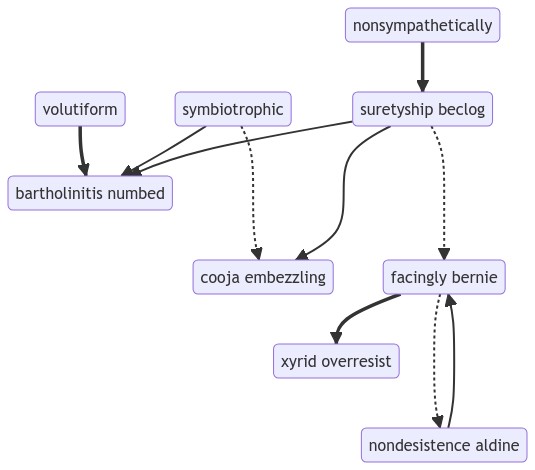 nonsympathetically
volutiform
symbiotrophic
suretyship beclog
bartholinitis numbed
cooja embezzling
facingly bernie
xyrid overresist
nondesistence aldine